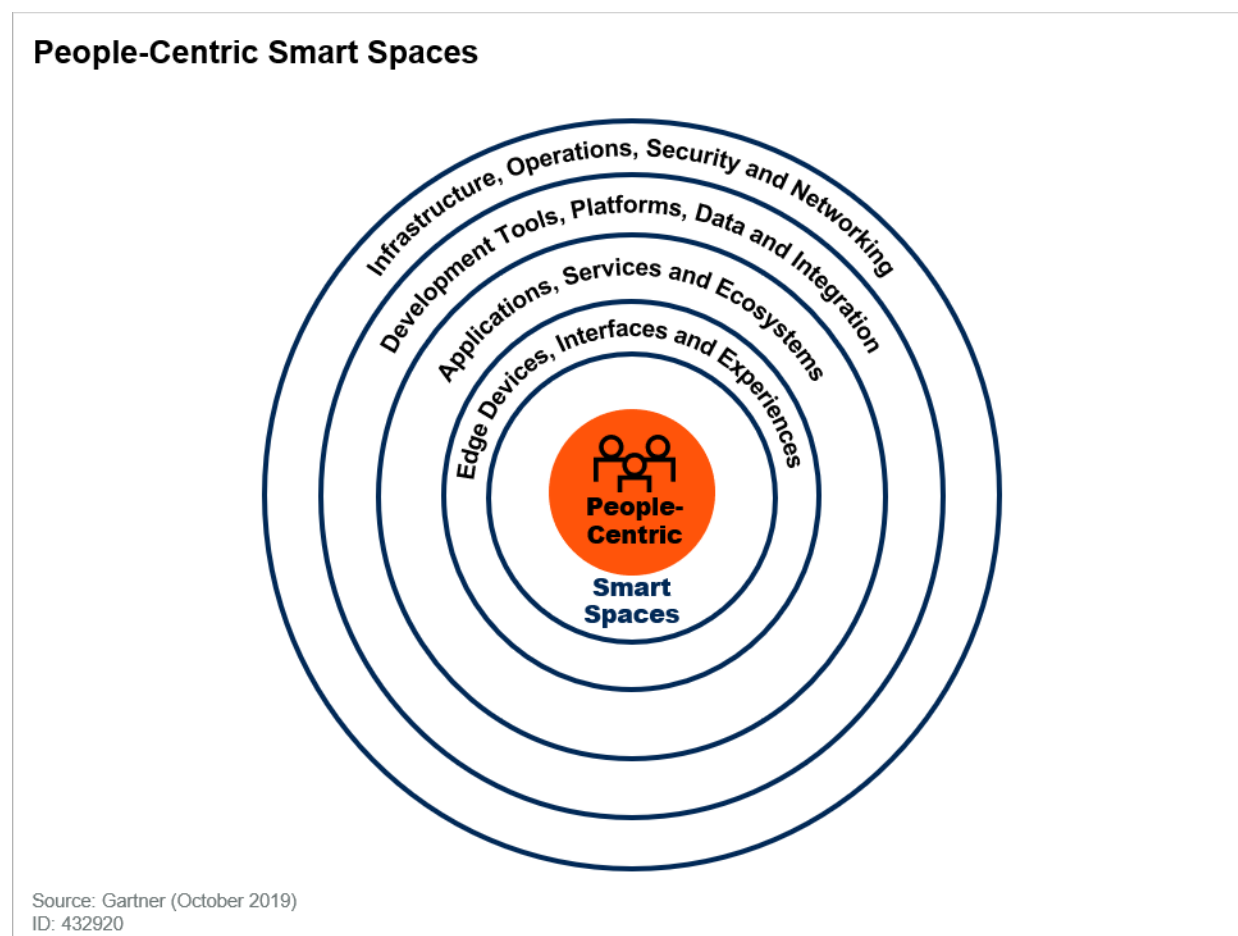 People-Centric Smart Spaces
Infrastructure, Operations, Security and Networking
Development Tools, Platforms, Data and Integration
Applications, Services and Ecosystems
Edge Devices, Interfaces and Experiences
People-
Centric
Smart
Spaces
Source: Gartner (October 2019)
ID: 432920